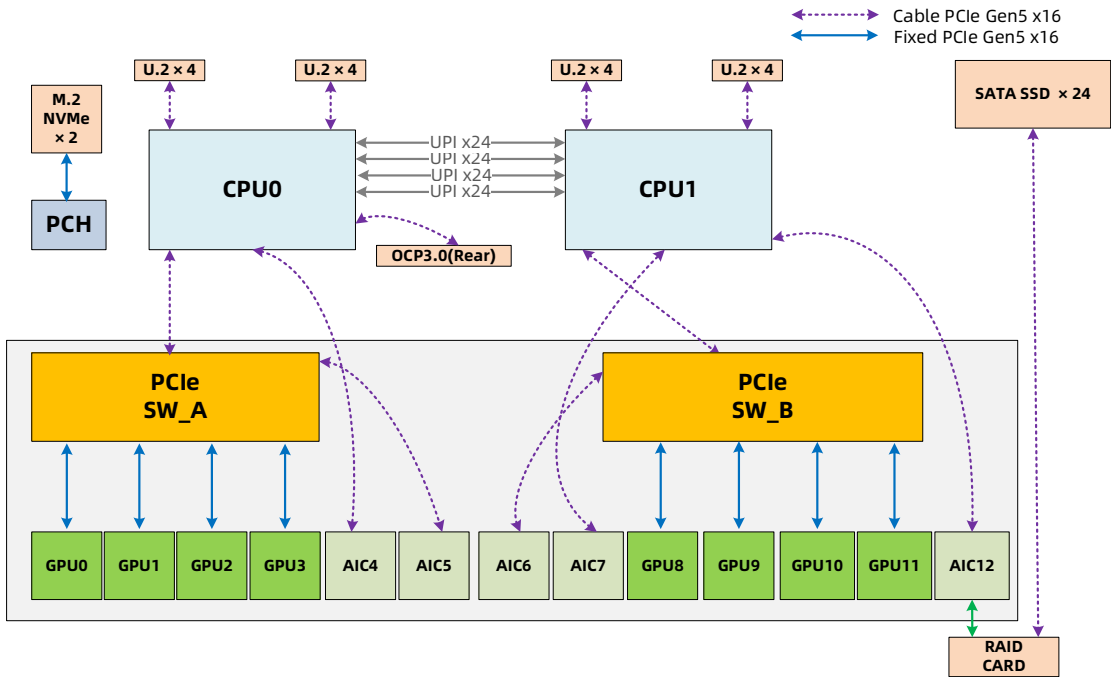 Cable PCIe Gen5 x16
Fixed PCIe Gen5 x16
U.2 × 4
U.2 × 4
U.2 × 4
U.2 × 4
M.2
NVMe
× 2
SATA SSD × 24
UPI x24
UPI x24
UPI x24
UPI x24
CPU0
CPU1
PCH
OCP3.0(Rear)
PCIe
SW_A
PCIe
SW_B
GPU0
GPU1
GPU2
GPU3
AIC4
AIC5
AIC6
AIC7
GPU8
GPU9
GPU10
GPU11
AIC12
RAID
CARD